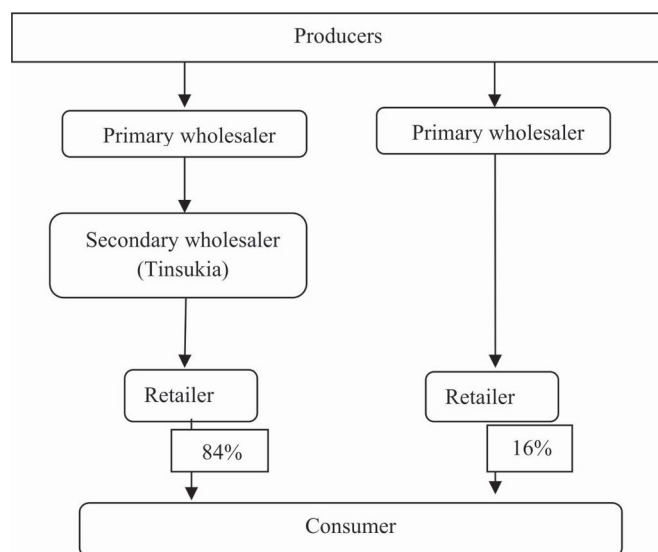 Producers
Primary wholesaler
Primary wholesaler
Secondary wholesaler
(Tinsukia)
Retailer
Retailer
84%
16%
Consumer